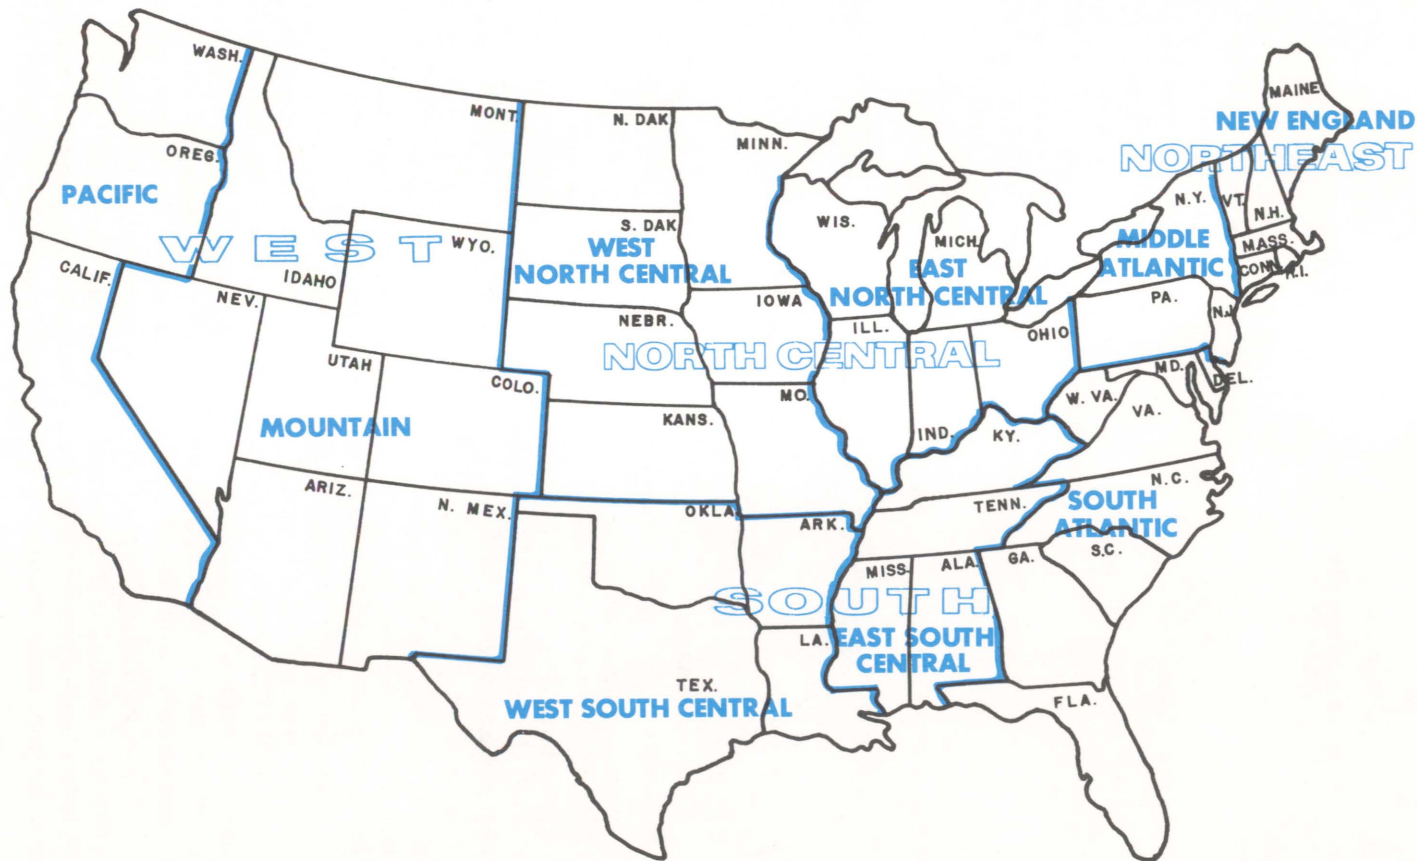 WASH.
MONT.
N. DAK
MINN.
MAINE
NEW ENGLAND
NORTHEAST
OREG.
PACIFIC
WIS.
MICH.
N.Y.
VT.
N.H.
MASS.
CONN.
R.I.
MIDDLE
ATLANTIC
WEST
WYO.
S. DAK
WEST
NORTH CENTRAL
EAST
NORTH CENTRAL
CALIF.
IDAHO
NEV.
IOWA
NEBR.
ILL.
OHIO
PA.
N.J.
NORTH CENTRAL
UTAH
COLO.
MO.
W. VA.
MD.
DEL.
VA.
MOUNTAIN
KANS.
IND.
KY.
ARIZ.
N. MEX.
OKLA.
ARK.
TENN.
N.C.
SOUTH
ATLANTIC
S.C.
MISS.
ALA.
GA.
SOUTH
LA.
EAST SOUTH
CENTRAL
TEX.
WEST SOUTH CENTRAL
FLA.